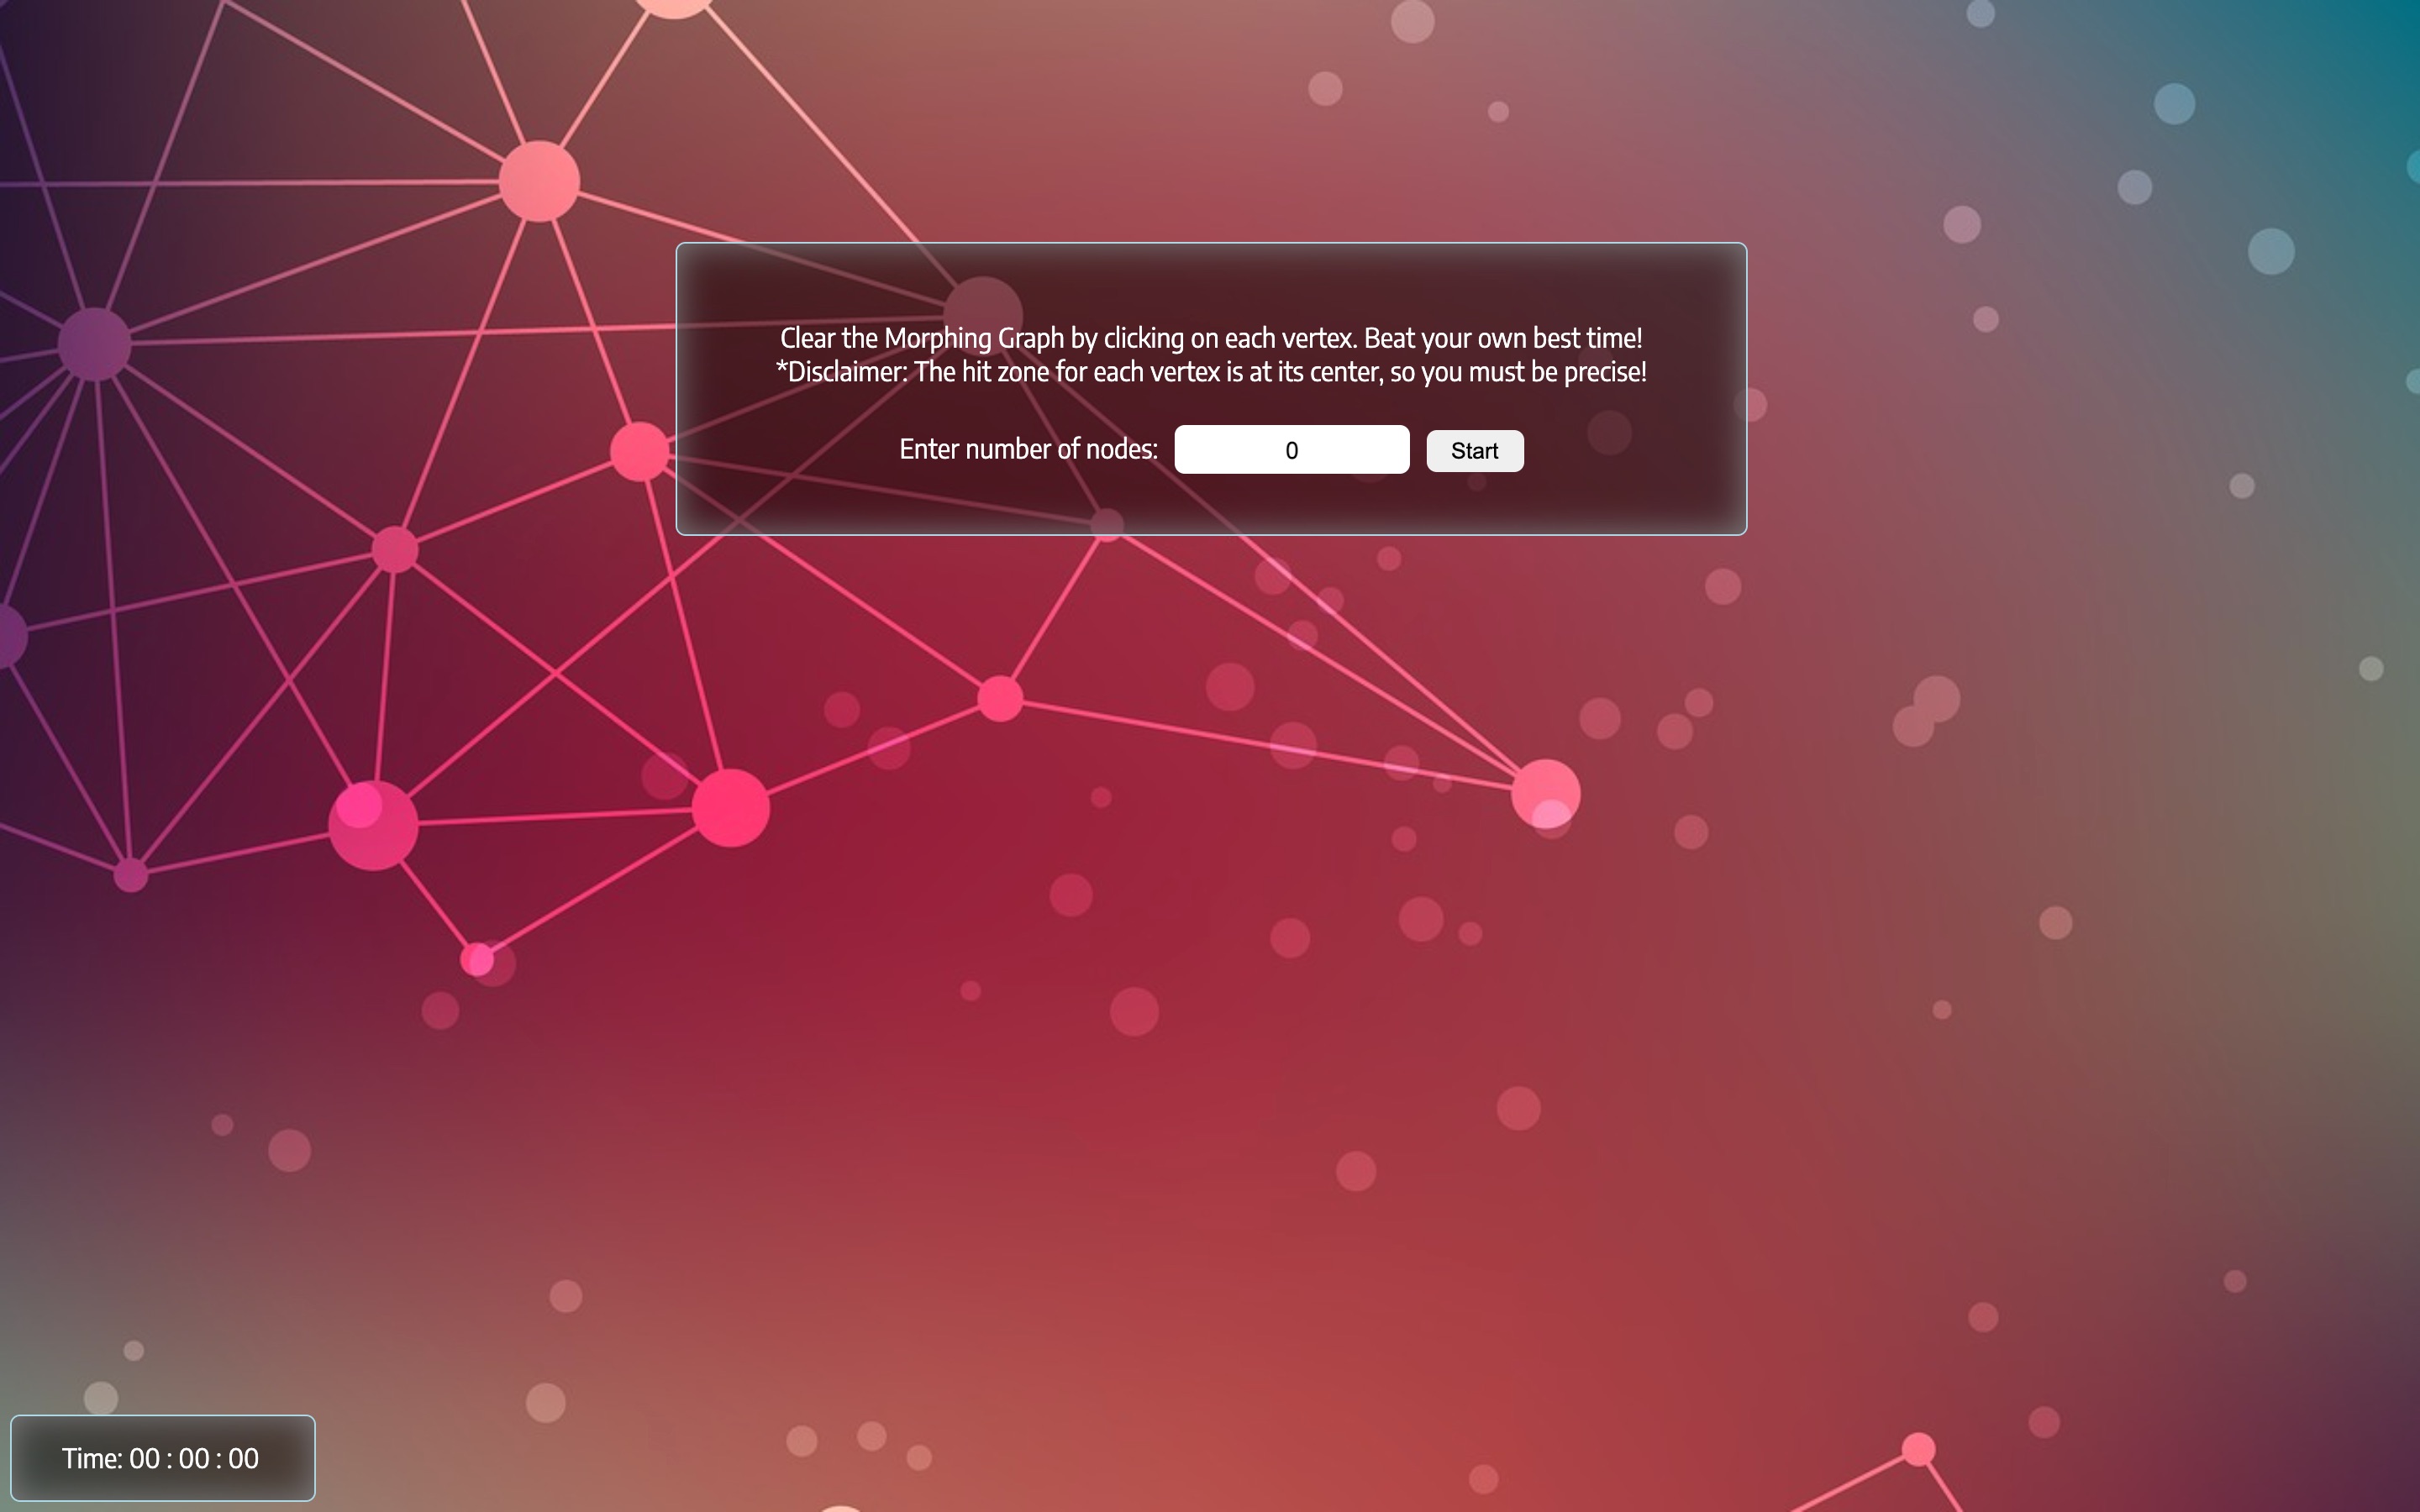 Clear the Morphing Graph by clicking on each vertex. Beat your own best time!
*Disclaimer: The hit zone for each vertex is at its center, so you must be precise!
Enter number of nodes: 0 Start
Time: 00 : 00 : 00